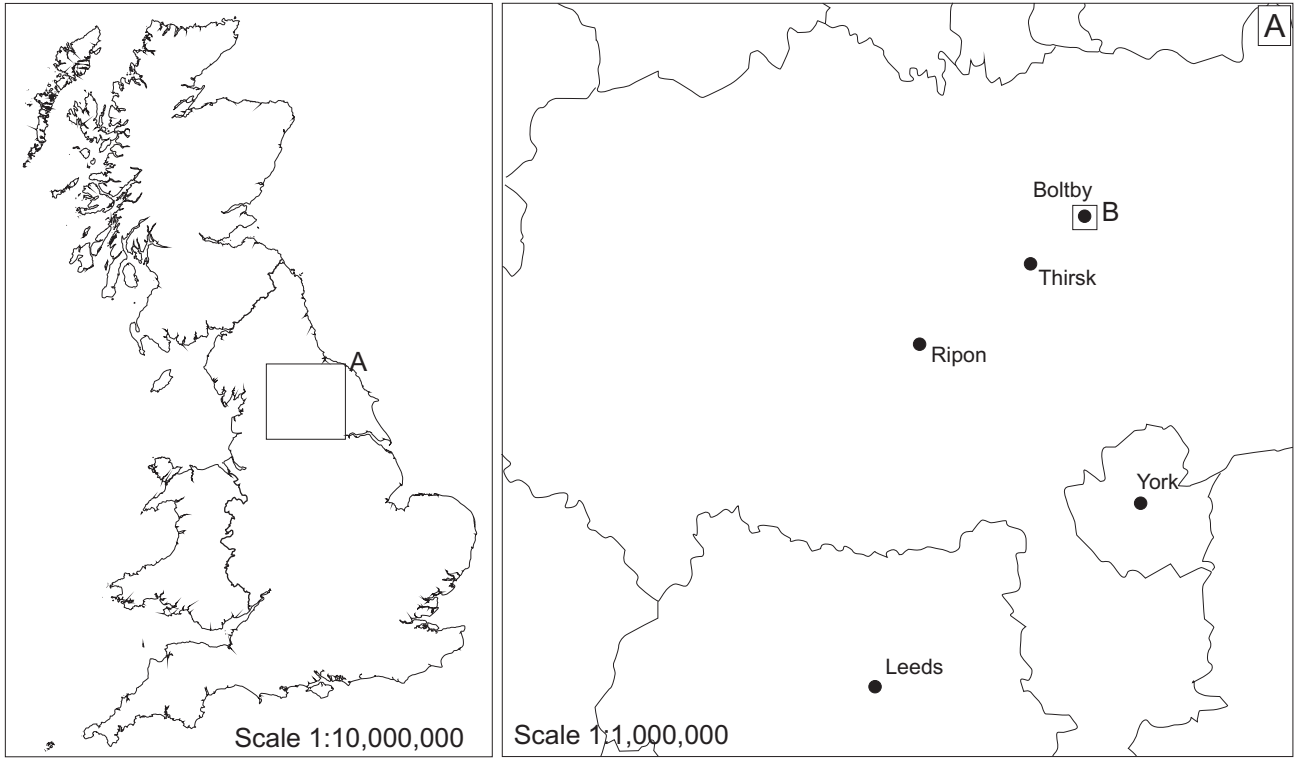 A
Scale 1:10,000,000
A
Boltby
B
Thirsk
Ripon
York
Leeds
Scale 1:1,000,000